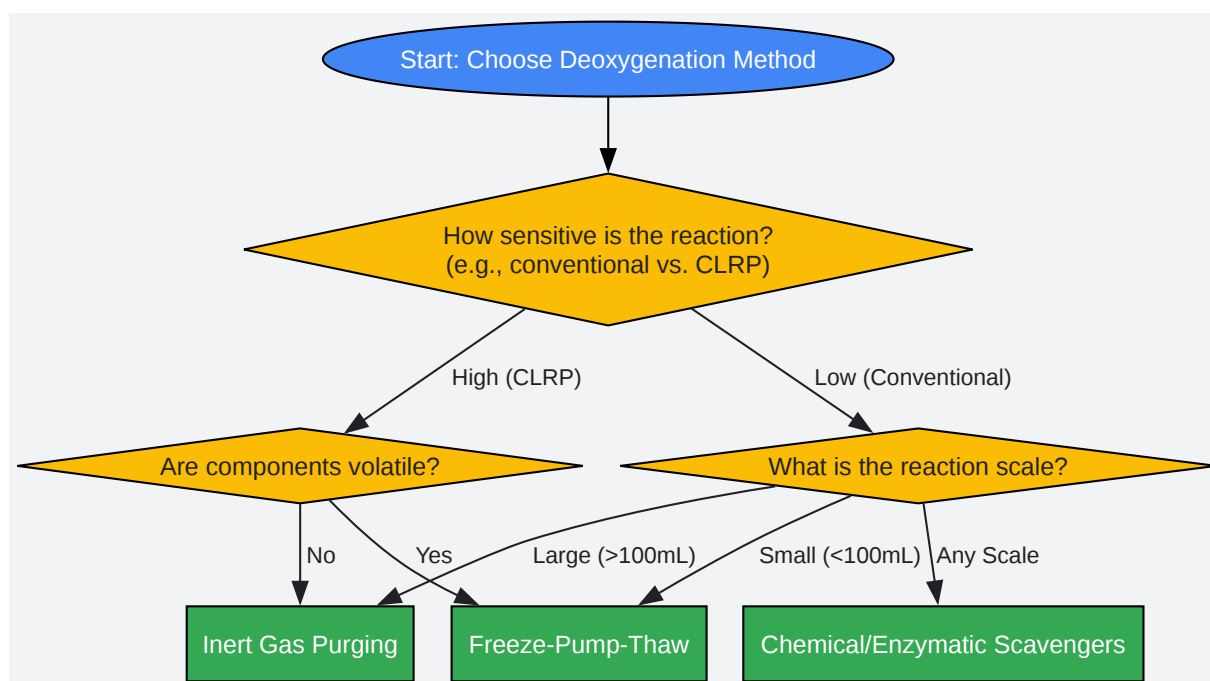 Start: Choose Deoxygenation Method
How sensitive is the reaction?
(e.g., conventional vs. CLRP)
High (CLRP)
Low (Conventional)
Are components volatile?
What is the reaction scale?
No
Yes
Large (>100mL)
Small (<100mL)
Any Scale
Inert Gas Purging
Freeze-Pump-Thaw
Chemical/Enzymatic Scavengers